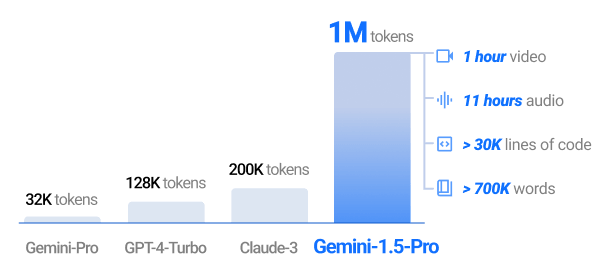 1M tokens
1 hour video
11 hours audio
> 30K lines of code
> 700K words
200K tokens
128K tokens
32K tokens
Gemini-Pro
GPT-4-Turbo
Claude-3
Gemini-1.5-Pro